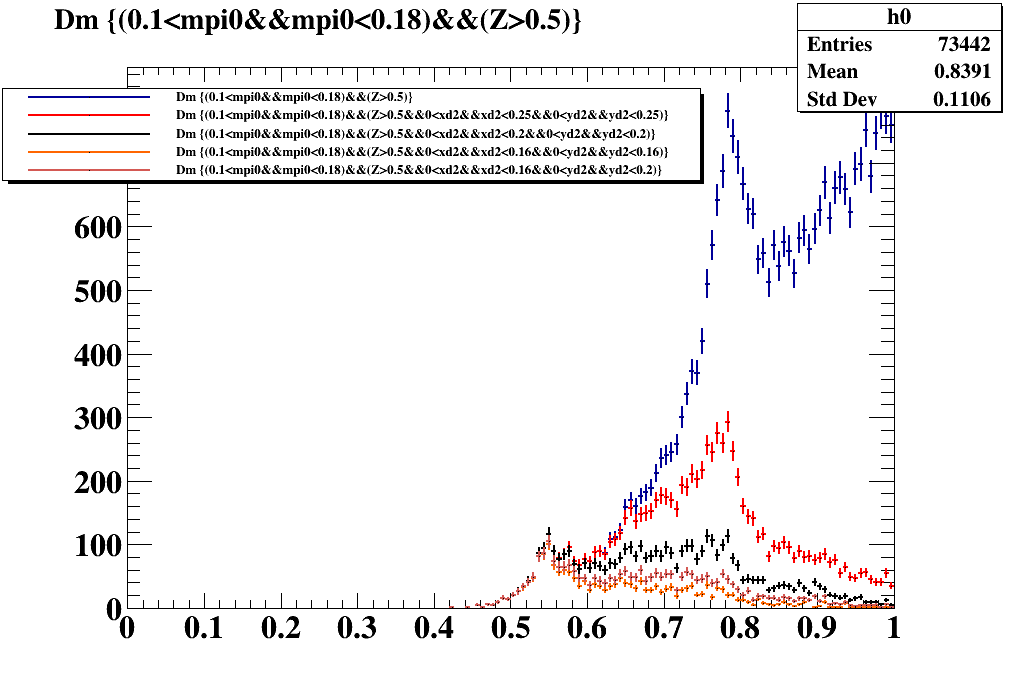 Dm {(0.1<mpi0&&mpi0<0.18)&&(Z>0.5)}
h0
Entries 73442
Mean 0.8391
Std Dev 0.1106
Dm {(0.1<mpi0&&mpi0<0.18)&&(Z>0.5)}
Dm {(0.1<mpi0&&mpi0<0.18)&&(Z>0.5&&0<xd2&&xd2<0.25&&0<yd2&&yd2<0.25)}
Dm {(0.1<mpi0&&mpi0<0.18)&&(Z>0.5&&0<xd2&&xd2<0.2&&0<yd2&&yd2<0.2)}
Dm {(0.1<mpi0&&mpi0<0.18)&&(Z>0.5&&0<xd2&&xd2<0.16&&0<yd2&&yd2<0.16)}
Dm {(0.1<mpi0&&mpi0<0.18)&&(Z>0.5&&0<xd2&&xd2<0.16&&0<yd2&&yd2<0.2)}
600
500
400
300
200
100
0
0 0.1 0.2 0.3 0.4 0.5 0.6 0.7 0.8 0.9 1